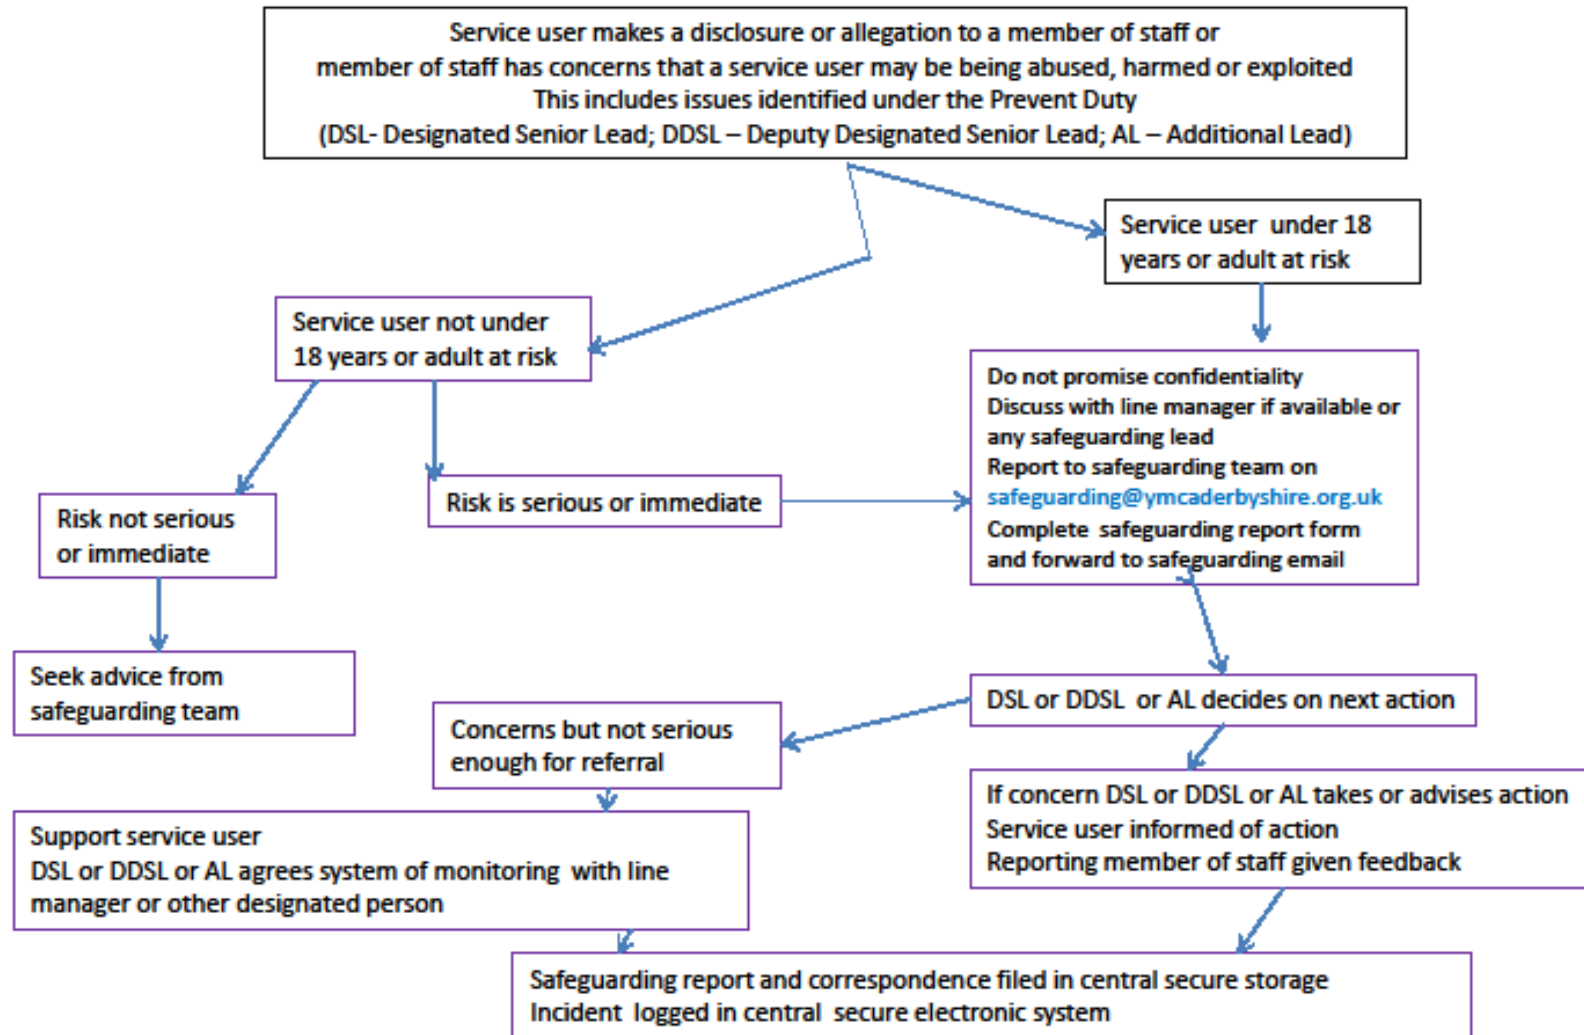 Service user makes a disclosure or allegation to a member of staff or
member of staff has concerns that a service user may be being abused, harmed or exploited
This includes issues identified under the Prevent Duty
(DSL- Designated Senior Lead; DDSL – Deputy Designated Senior Lead; AL – Additional Lead)
Service user under 18
years or adult at risk
Service user not under
18 years or adult at risk
Do not promise confidentiality
Discuss with line manager if available or
any safeguarding lead
Report to safeguarding team on
safeguarding@ymcaderbyshire.org.uk
Complete safeguarding report form
and forward to safeguarding email
Risk is serious or immediate
Risk not serious
or immediate
Seek advice from
safeguarding team
DSL or DDSL or AL decides on next action
Concerns but not serious
enough for referral
If concern DSL or DDSL or AL takes or advises action
Service user informed of action
Reporting member of staff given feedback
Support service user
DSL or DDSL or AL agrees system of monitoring with line
manager or other designated person
Safeguarding report and correspondence filed in central secure storage
Incident logged in central secure electronic system